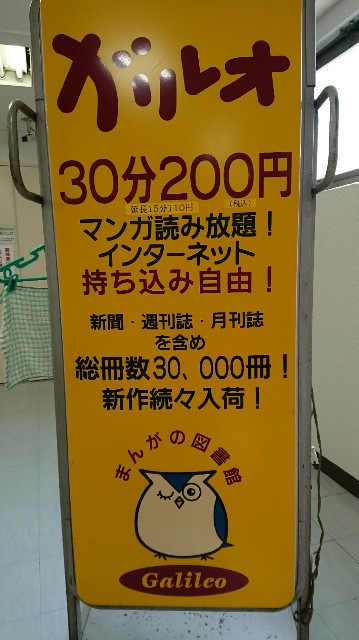 ガリレオ
30分200円
延長15分110円 (税込)
マンガ読み放題！
インターネット
持ち込み自由！
新聞・週刊誌・月刊誌
を含め
総冊数30、000冊！
新作続々入荷！
まんがの図書館
Galileo